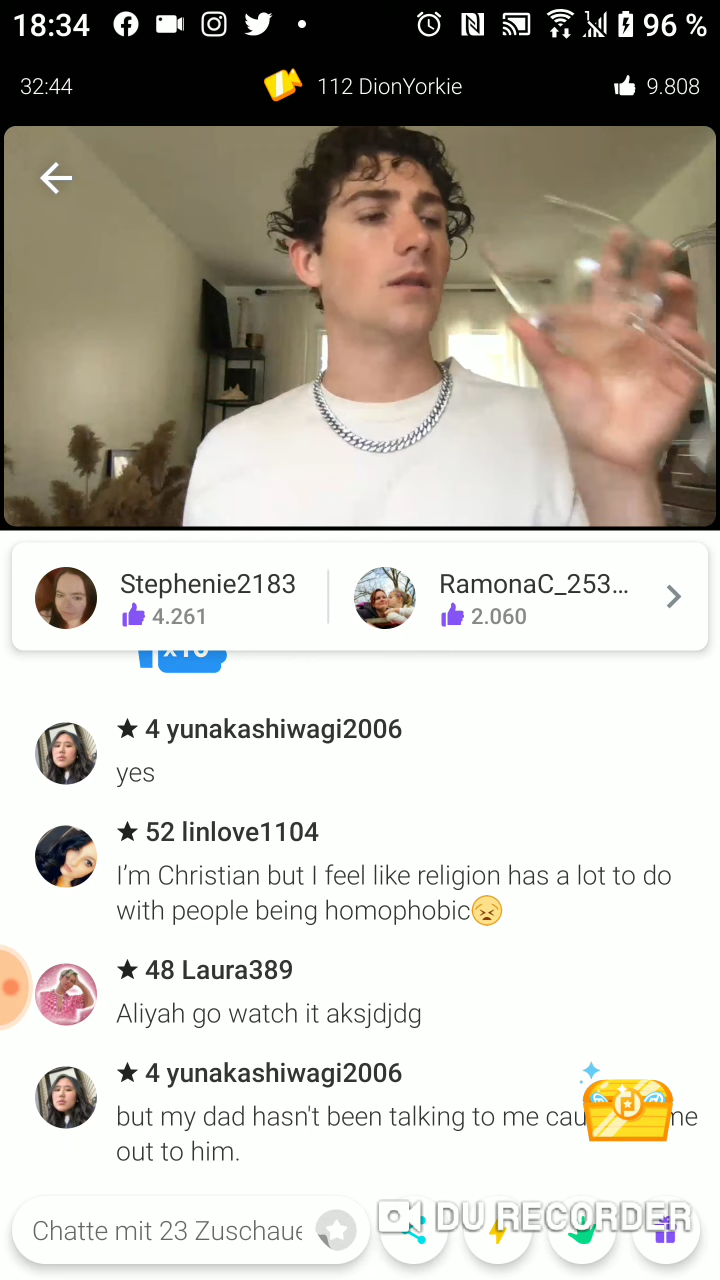 18:34 96 %
32:44 112 DionYorkie 9.808
Stephenie2183 RamonaC_253...
4.261 2.060
★ 4 yunakashiwagi2006
yes
★ 52 linlove1104
I'm Christian but I feel like religion has a lot to do
with people being homophobic😣
★ 48 Laura389
Aliyah go watch it aksjdjdg
★ 4 yunakashiwagi2006
but my dad hasn't been talking to me
out to him.
Chatte mit 23 Zuschaue
DU RECORDER